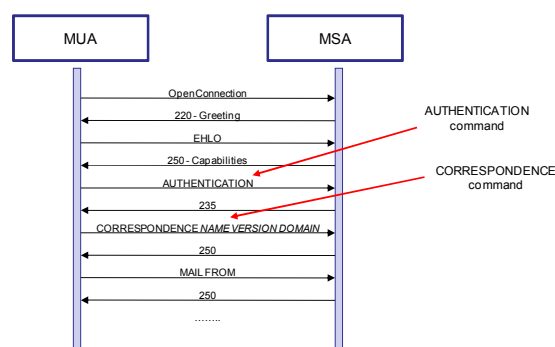 MUA
MSA
OpenConnection
220 - Greeting
AUTHENTICATION
command
EHLO
250 - Capabilities
CORRESPONDENCE
command
AUTHENTICATION
235
CORRESPONDENCE NAME VERSION DOMAIN
250
MAIL FROM
250
........